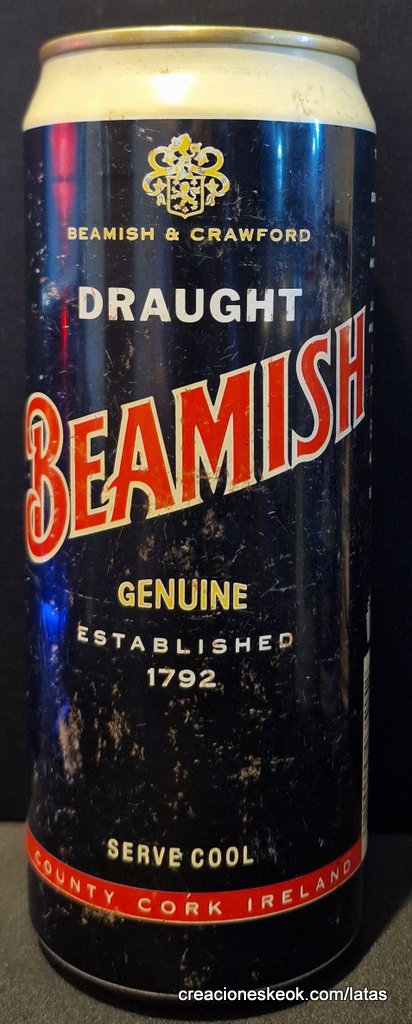 BEAMISH & CRAWFORD
DRAUGHT
BEAMISH
GENUINE
ESTABLISHED
1792
SERVE COOL
COUNTY CORK IRELAND
creacioneskeok.com/latas